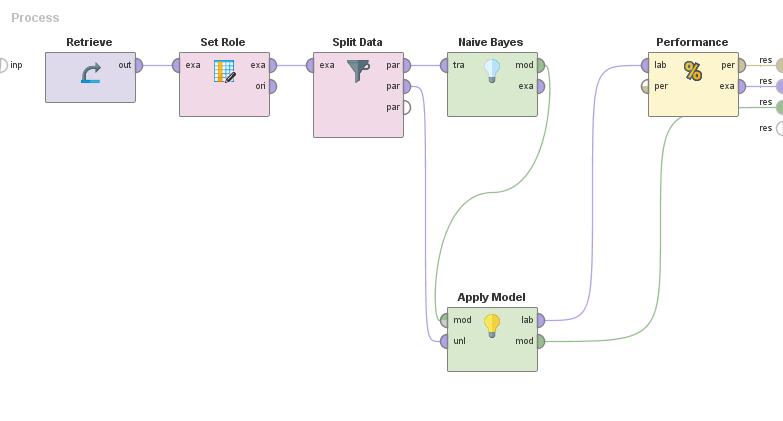 Process
Retrieve
Set Role
Split Data
Naive Bayes
Performance
inp
out
exa
exa
ori
exa
par
par
par
tra
mod
exa
lab
per
per
exa
res
res
res
res
Apply Model
mod
unl
lab
mod
%